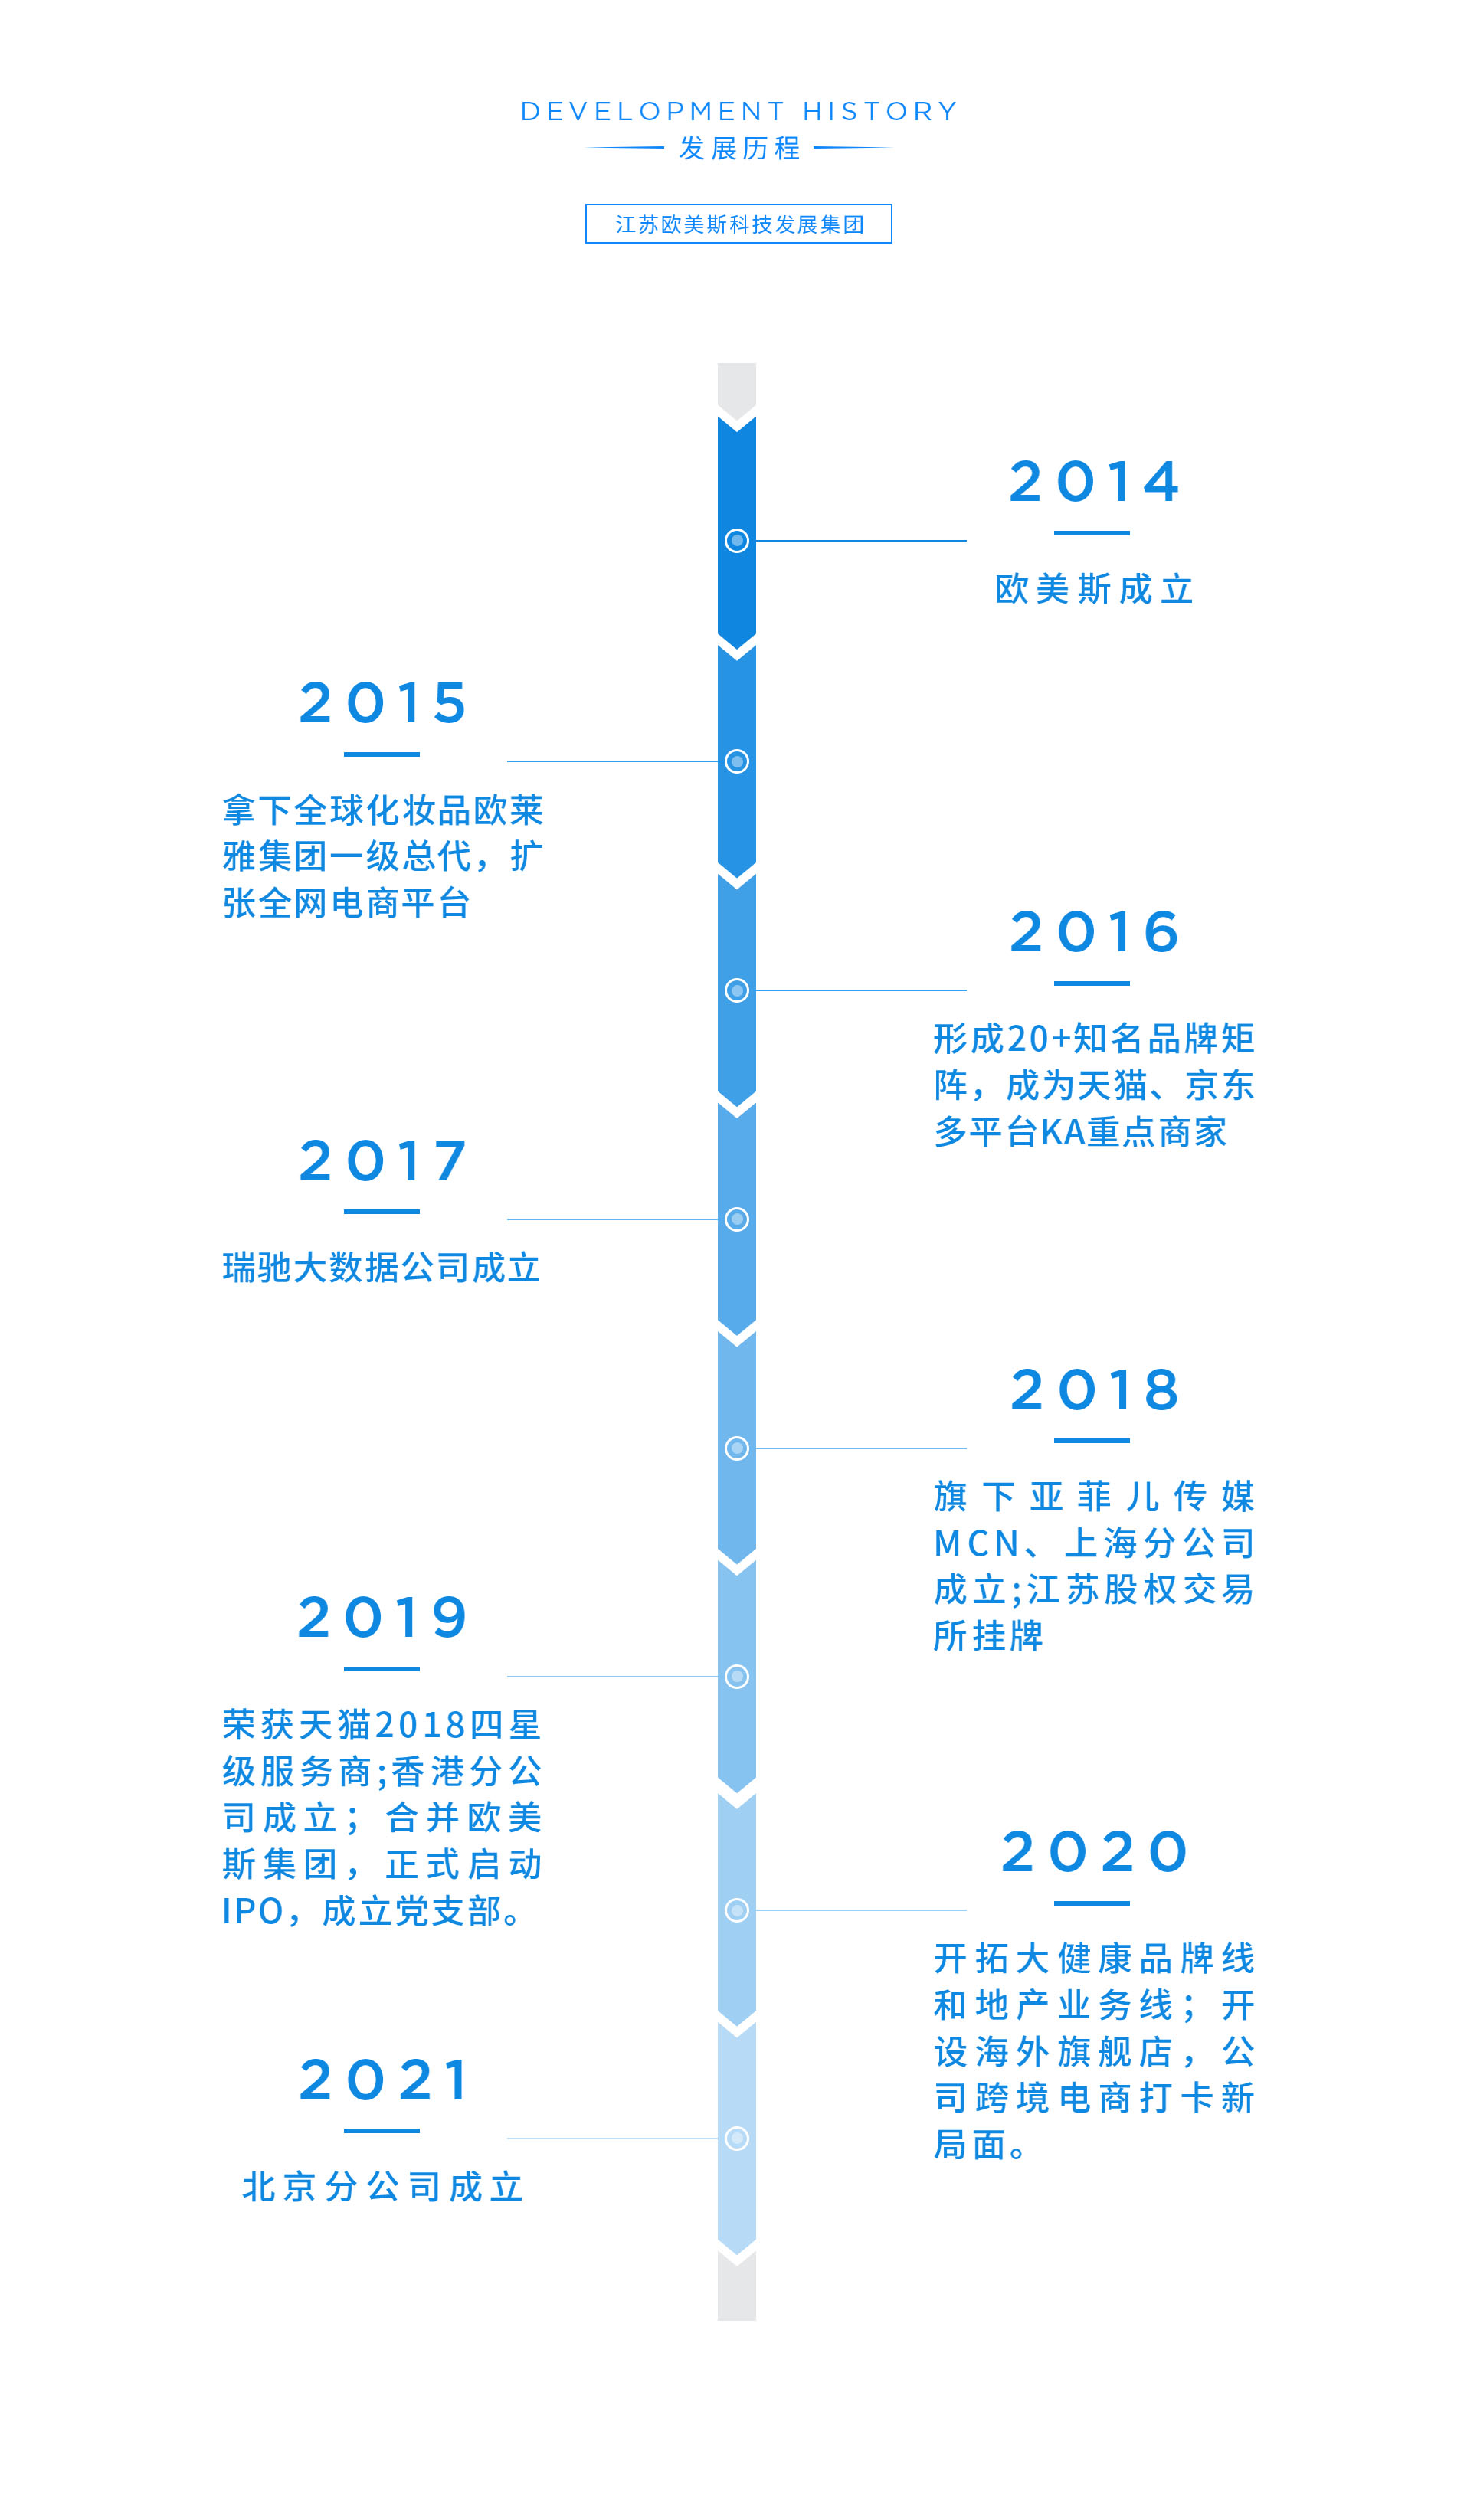 DEVELOPMENT HISTORY
发展历程
江苏欧美斯科技发展集团
2014
欧美斯成立
2015
拿下全球化妆品欧莱
雅集团一级总代，扩
张全网电商平台
2016
形成20+知名品牌矩
阵，成为天猫、京东
多平台KA重点商家
2017
瑞驰大数据公司成立
2018
旗下亚菲儿传媒
MCN、上海分公司
成立;江苏股权交易
所挂牌
2019
荣获天猫2018四星
级服务商;香港分公
司成立；合并欧美
斯集团，正式启动
IPO，成立党支部。
2020
开拓大健康品牌线
和地产业务线；开
设海外旗舰店，公
司跨境电商打卡新
局面。
2021
北京分公司成立